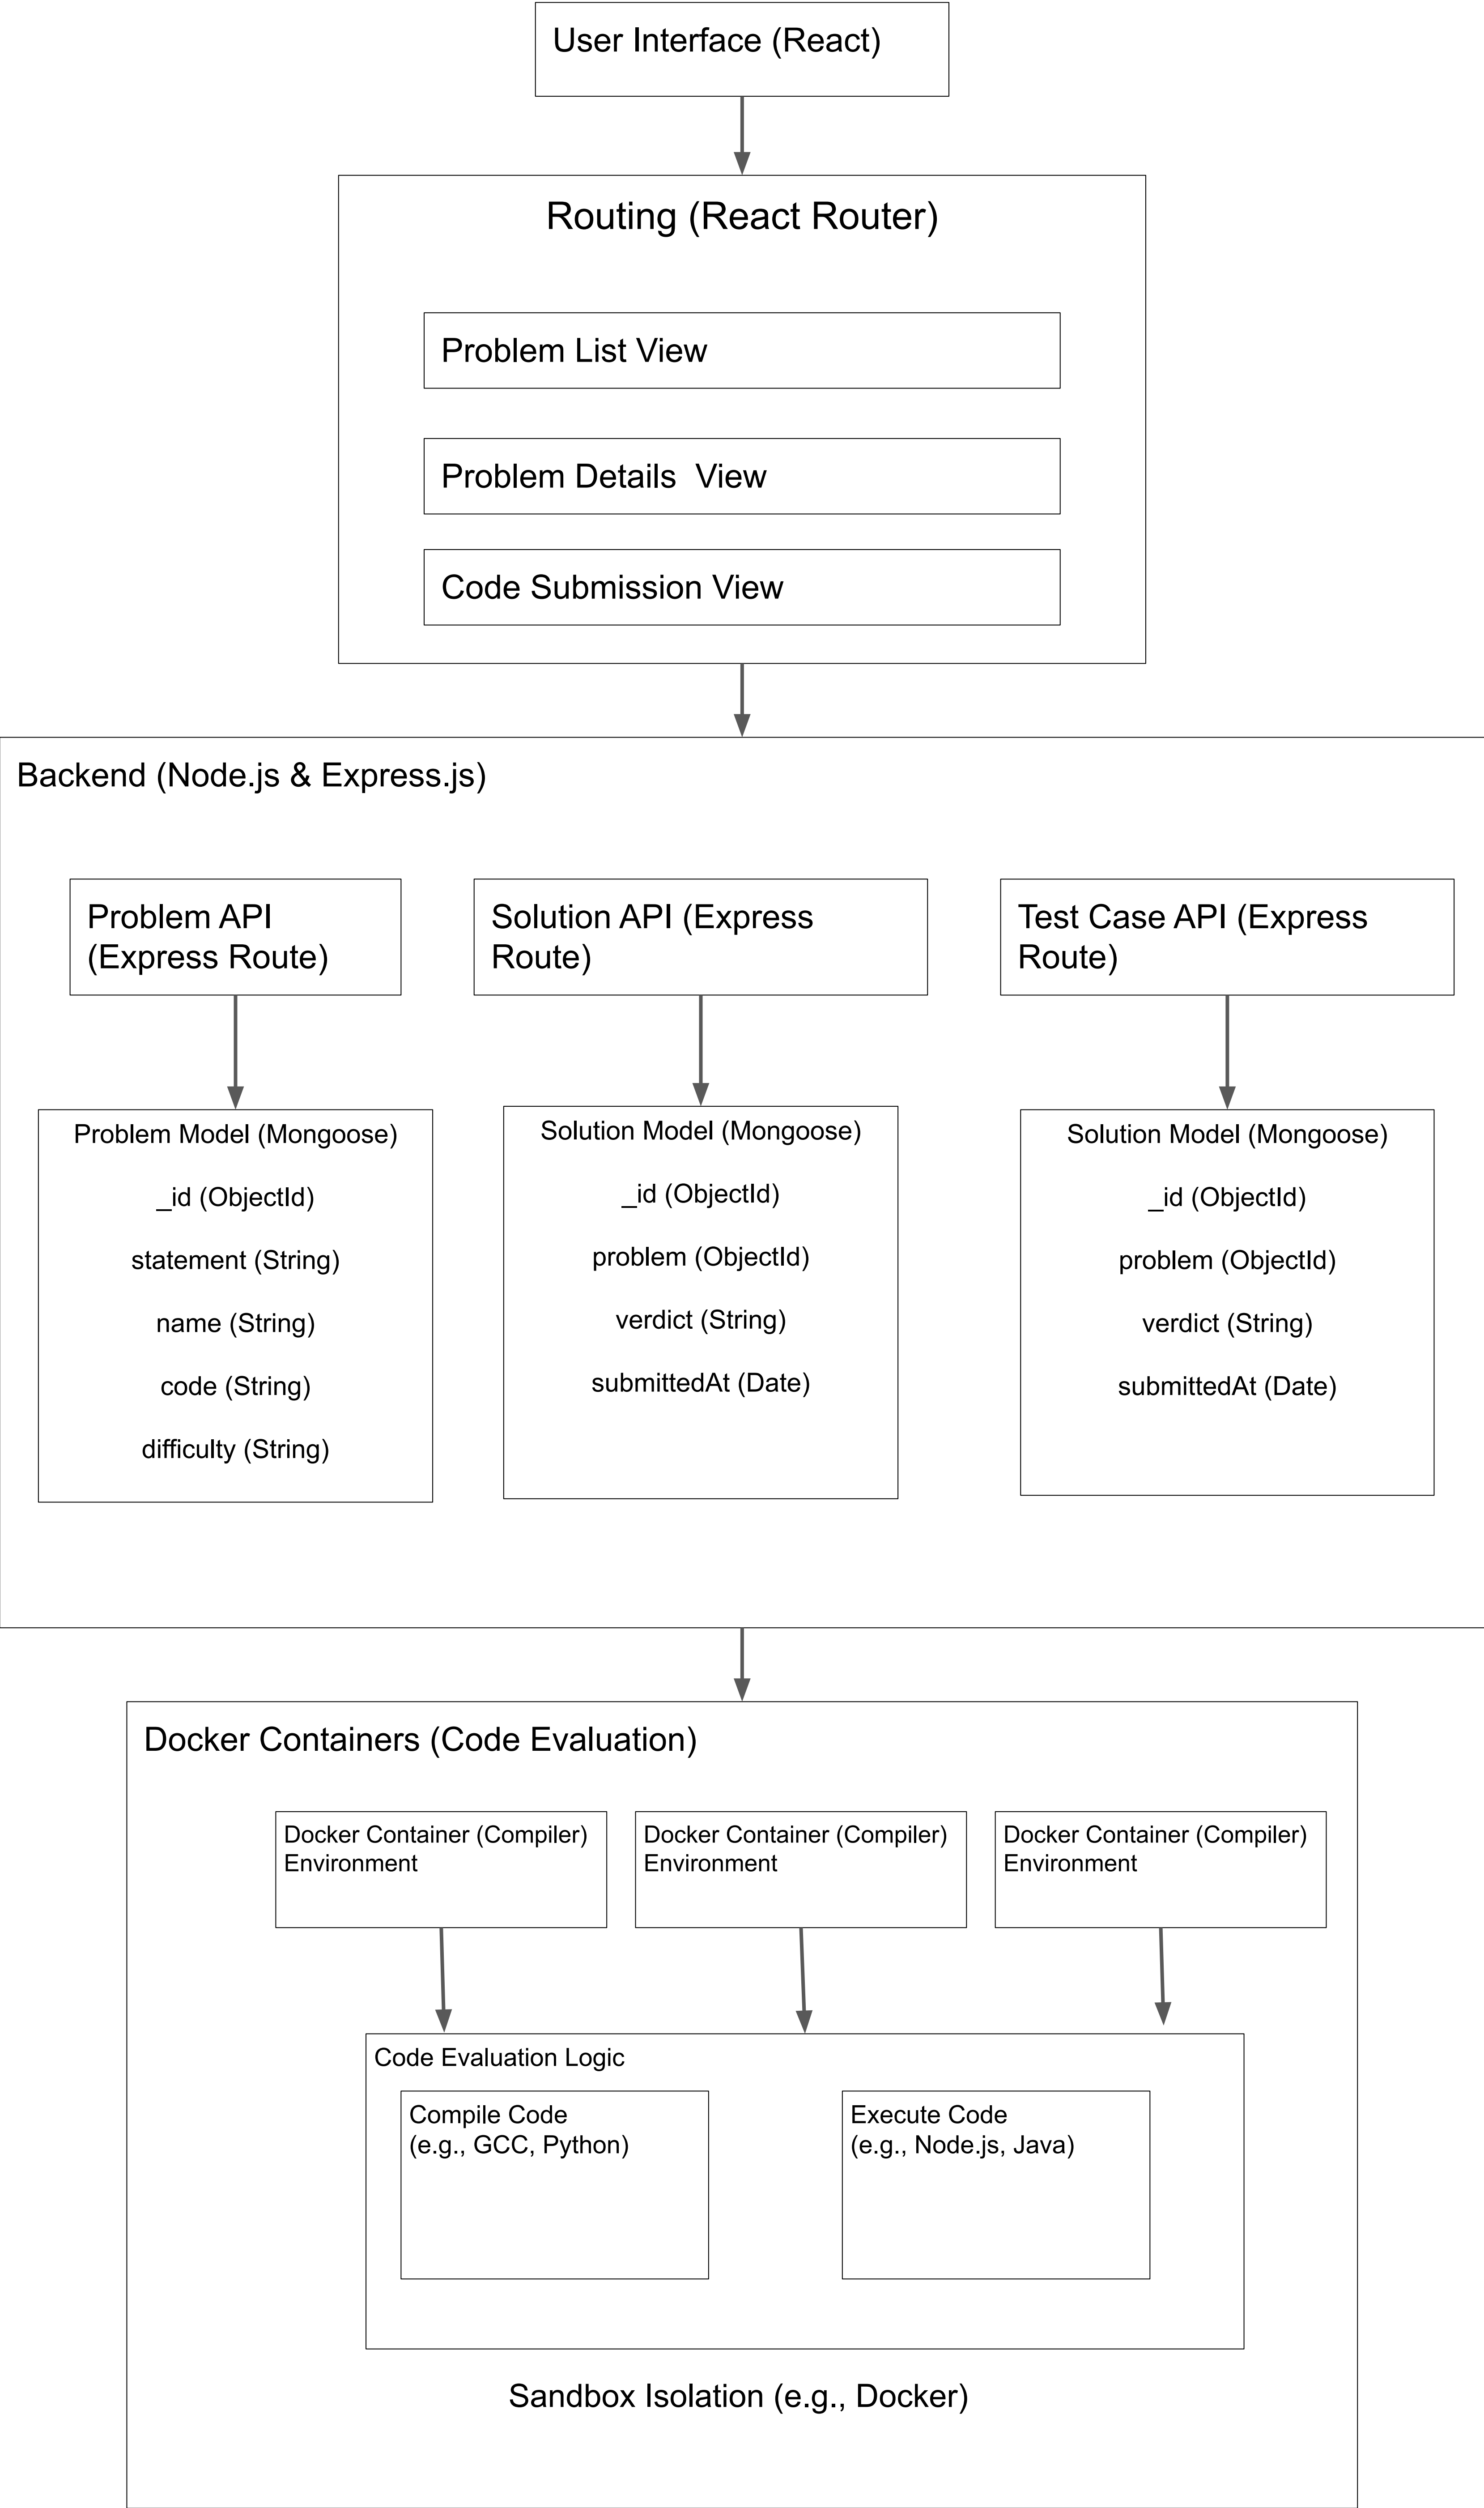 User Interface (React)
Routing (React Router)
Problem List View
Problem Details  View
Code Submission View
Backend (Node.js & Express.js)
Problem API
(Express Route)
Solution API (Express
Route)
Test Case API (Express
Route)
Problem Model (Mongoose)
_id (ObjectId)
statement (String)
name (String)
code (String)
difficulty (String)
Solution Model (Mongoose)
_id (ObjectId)
problem (ObjectId)
verdict (String)
submittedAt (Date)
Solution Model (Mongoose)
_id (ObjectId)
problem (ObjectId)
verdict (String)
submittedAt (Date)
Docker Containers (Code Evaluation)
Docker Container (Compiler)
Environment
Docker Container (Compiler)
Environment
Docker Container (Compiler)
Environment
Code Evaluation Logic
Compile Code
(e.g., GCC, Python)
Execute Code
(e.g., Node.js, Java)
Sandbox Isolation (e.g., Docker)